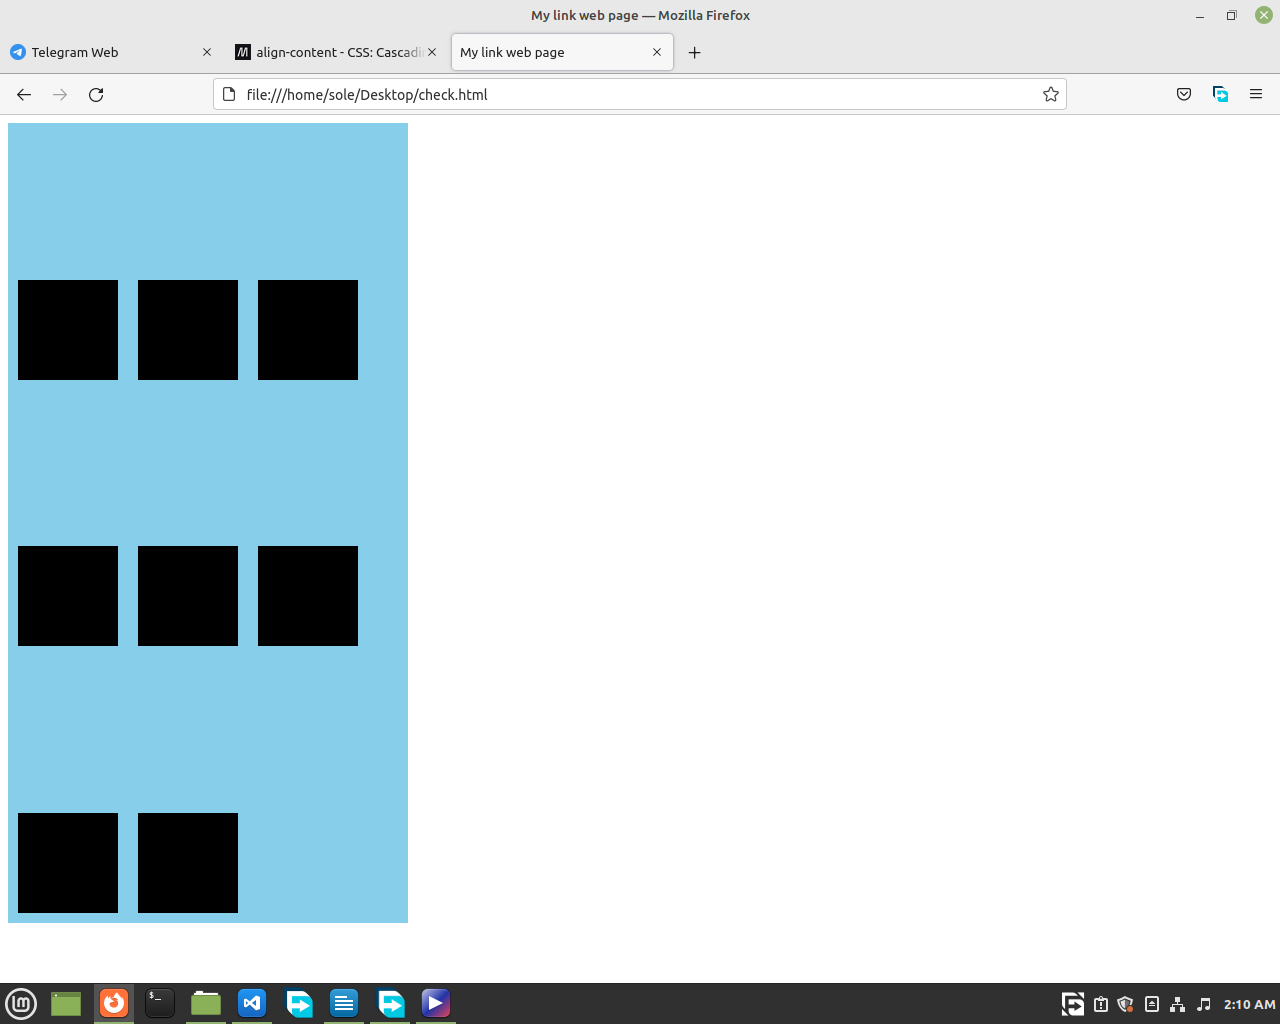 My link web page — Mozilla Firefox
Telegram Web
align-content - CSS: Cascadin
My link web page
file:///home/sole/Desktop/check.html
2:10 AM